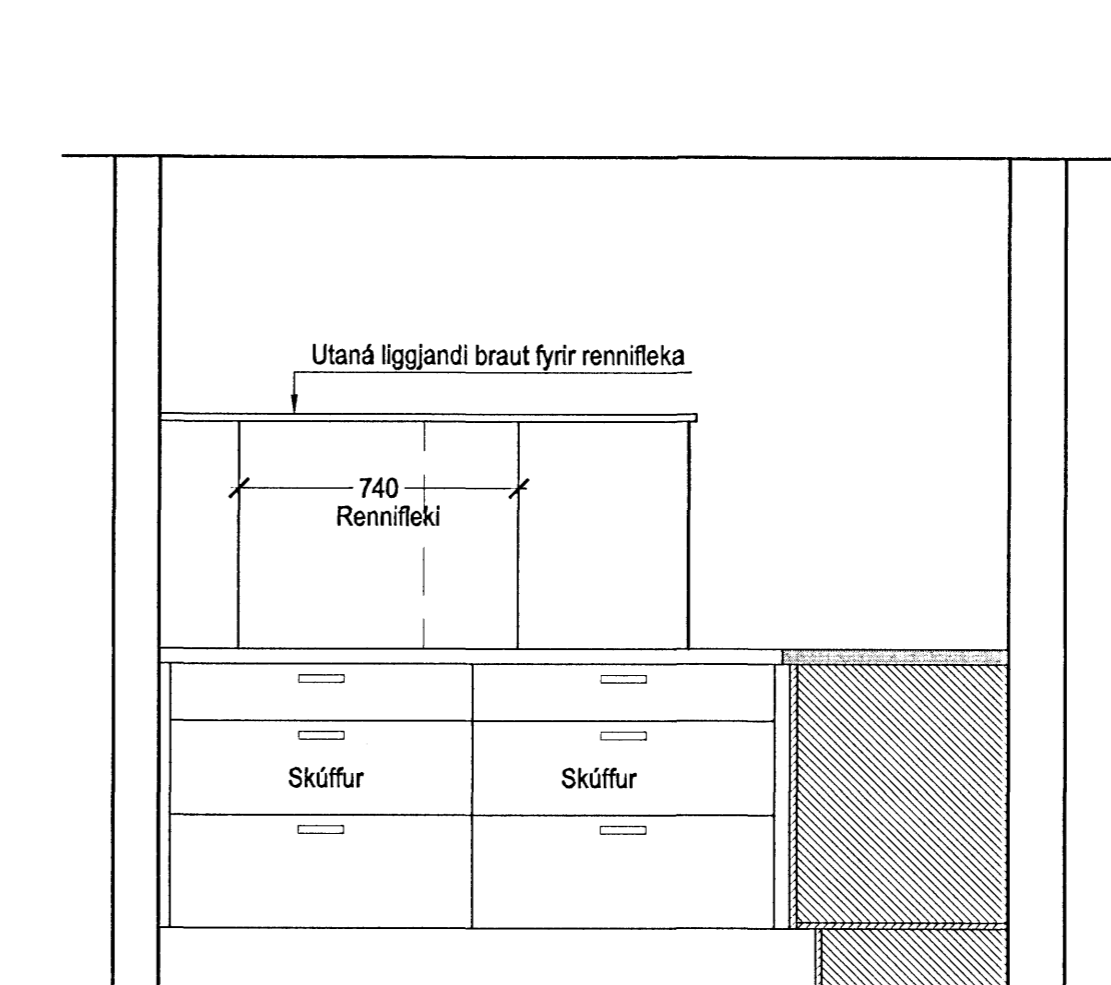 Utaná liggjandi braut fyrir rennifleka
740
Rennifleki
Skúffur
Skúffur